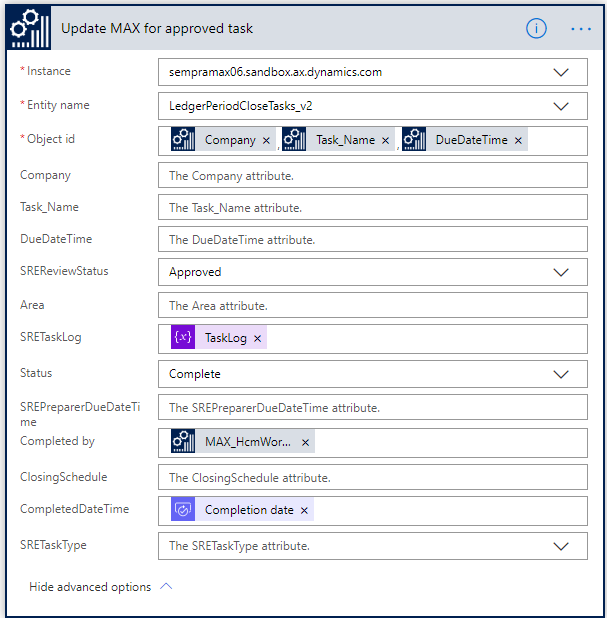 Update MAX for approved task
* Instance sempramax06.sandbox.ax.dynamics.com
* Entity name LedgerPeriodCloseTasks_v2
* Object id Company × , Task_Name × , DueDateTime ×
Company The Company attribute.
Task_Name The Task_Name attribute.
DueDateTime The DueDateTime attribute.
SREReviewStatus Approved
Area The Area attribute.
SRETaskLog {x} TaskLog ×
Status Complete
SREPreparerDueDateTi
me The SREPreparerDueDateTime attribute.
Completed by MAX_HcmWor... ×
ClosingSchedule The ClosingSchedule attribute.
CompletedDateTime Completion date ×
SRETaskType The SRETaskType attribute.
Hide advanced options